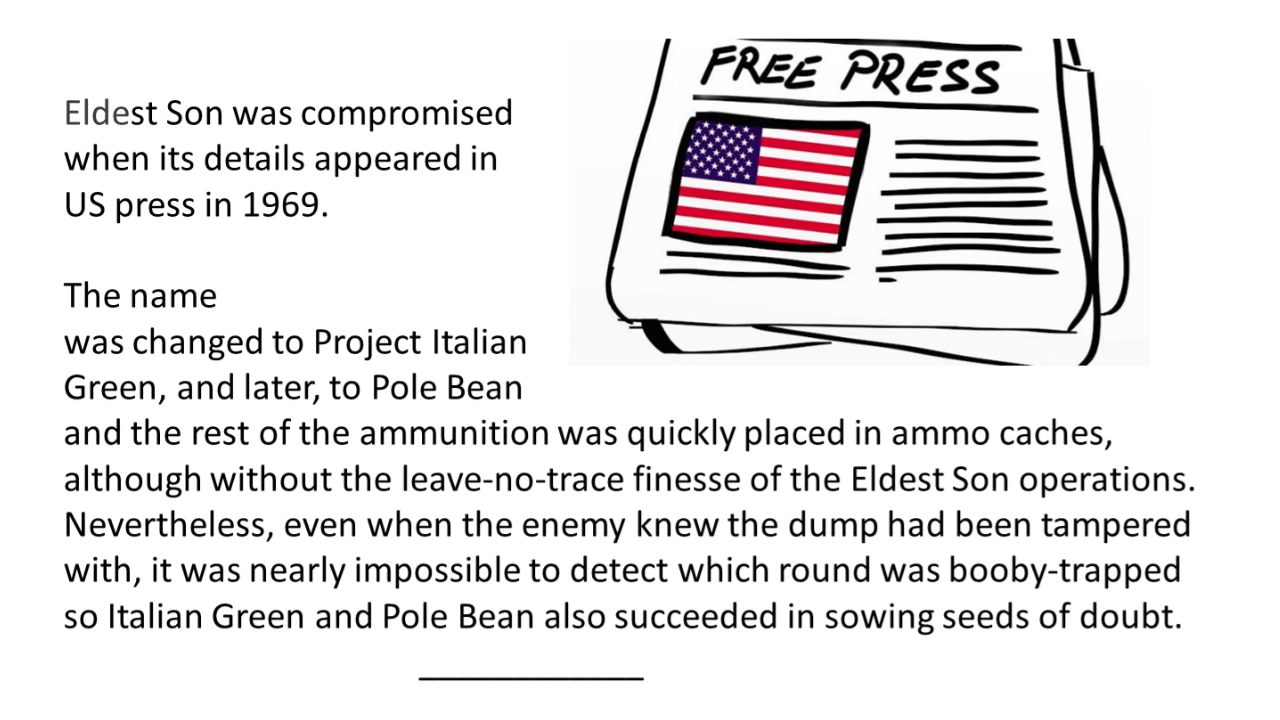 FREE PRESS
Eldest Son was compromised
when its details appeared in
US press in 1969.
The name
was changed to Project Italian
Green, and later, to Pole Bean
and the rest of the ammunition was quickly placed in ammo caches,
although without the leave-no-trace finesse of the Eldest Son operations.
Nevertheless, even when the enemy knew the dump had been tampered
with, it was nearly impossible to detect which round was booby-trapped
so Italian Green and Pole Bean also succeeded in sowing seeds of doubt.